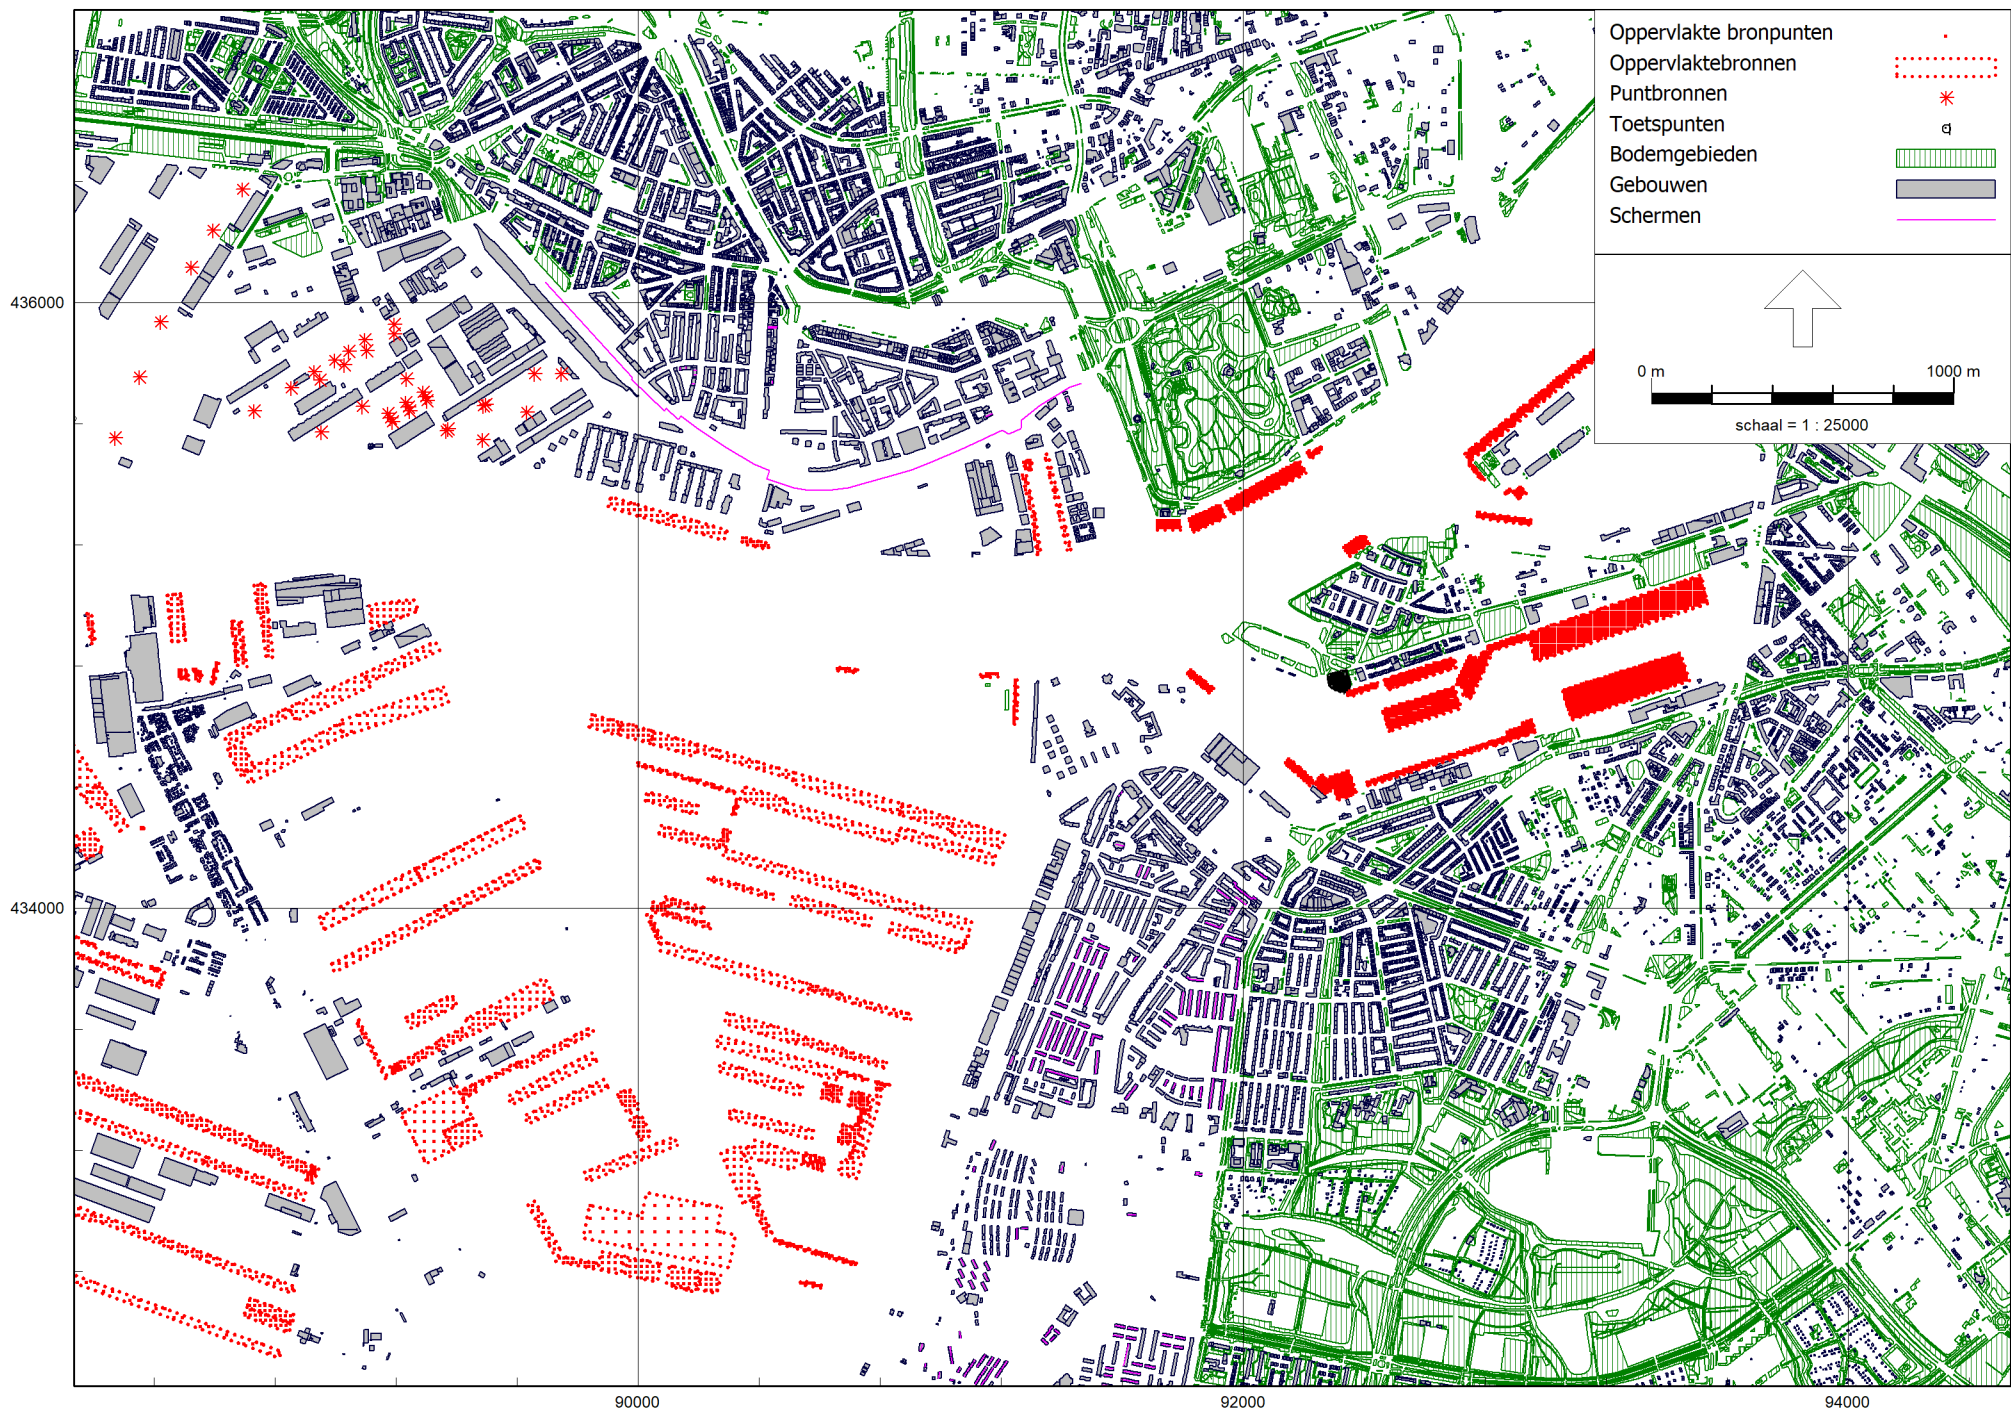 Oppervlakte bronpunten
Oppervlaktebronnen
Puntbronnen
Toetspunten
Bodemgebieden
Gebouwen
Schermen
0 m 1000 m
schaal = 1 : 25000
436000
434000
90000 92000 94000